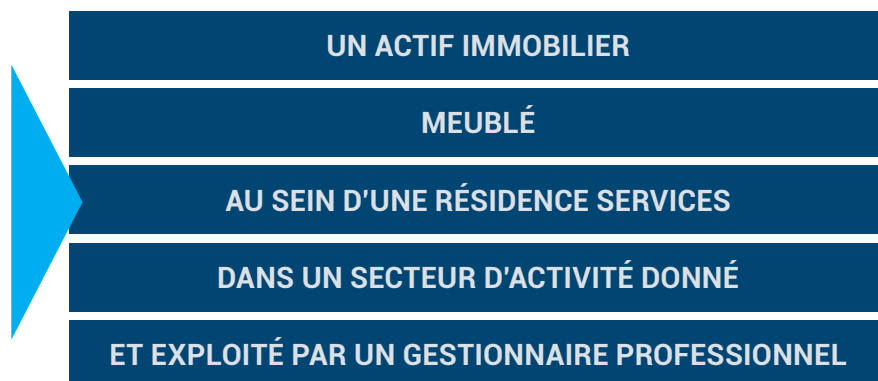 UN ACTIF IMMOBILIER
MEUBLÉ
AU SEIN D'UNE RÉSIDENCE SERVICES
DANS UN SECTEUR D'ACTIVITÉ DONNÉ
ET EXPLOITÉ PAR UN GESTIONNAIRE PROFESSIONNEL